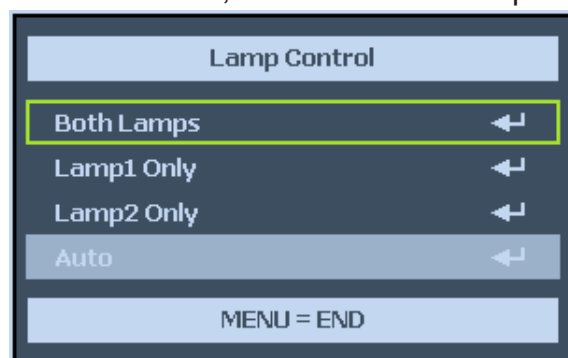 Lamp Control
Both Lamps
Lamp1 Only
Lamp2 Only
Auto
MENU = END